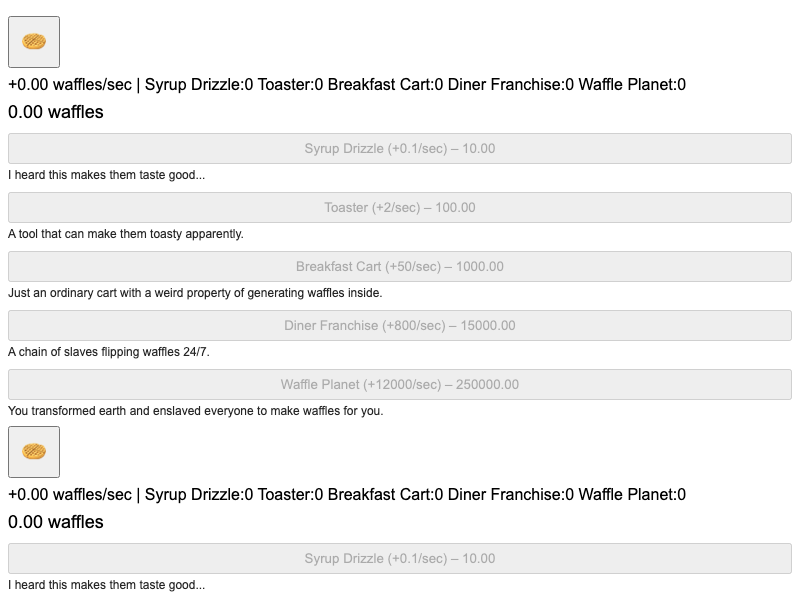 +0.00 waffles/sec | Syrup Drizzle:0 Toaster:0 Breakfast Cart:0 Diner Franchise:0 Waffle Planet:0
0.00 waffles
Syrup Drizzle (+0.1/sec) – 10.00
I heard this makes them taste good...
Toaster (+2/sec) – 100.00
A tool that can make them toasty apparently.
Breakfast Cart (+50/sec) – 1000.00
Just an ordinary cart with a weird property of generating waffles inside.
Diner Franchise (+800/sec) – 15000.00
A chain of slaves flipping waffles 24/7.
Waffle Planet (+12000/sec) – 250000.00
You transformed earth and enslaved everyone to make waffles for you.
+0.00 waffles/sec | Syrup Drizzle:0 Toaster:0 Breakfast Cart:0 Diner Franchise:0 Waffle Planet:0
0.00 waffles
Syrup Drizzle (+0.1/sec) – 10.00
I heard this makes them taste good...